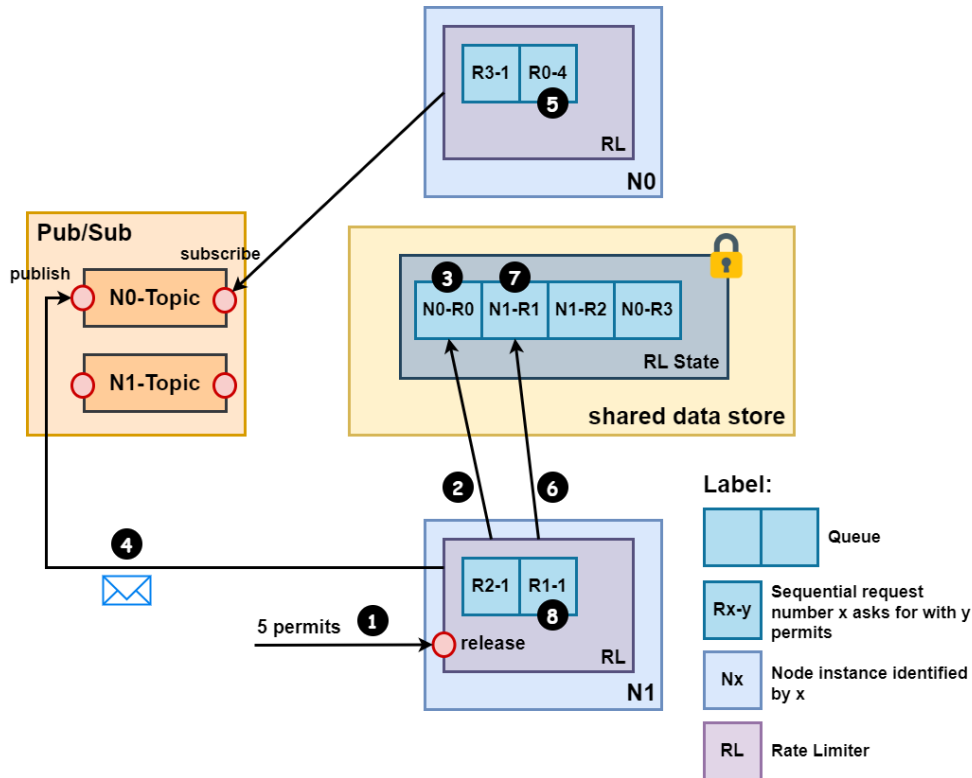 R3-1 R0-4
5
RL
N0
Pub/Sub
subscribe
publish
N0-Topic
N1-Topic
3 7
N0-R0 N1-R1 N1-R2 N0-R3
RL State
shared data store
2 6
4
R2-1 R1-1
8
5 permits 1
release
RL
N1
Label:
Queue
Rx-y
Sequential request
number x asks for with y
permits
Nx
Node instance identified
by x
RL
Rate Limiter